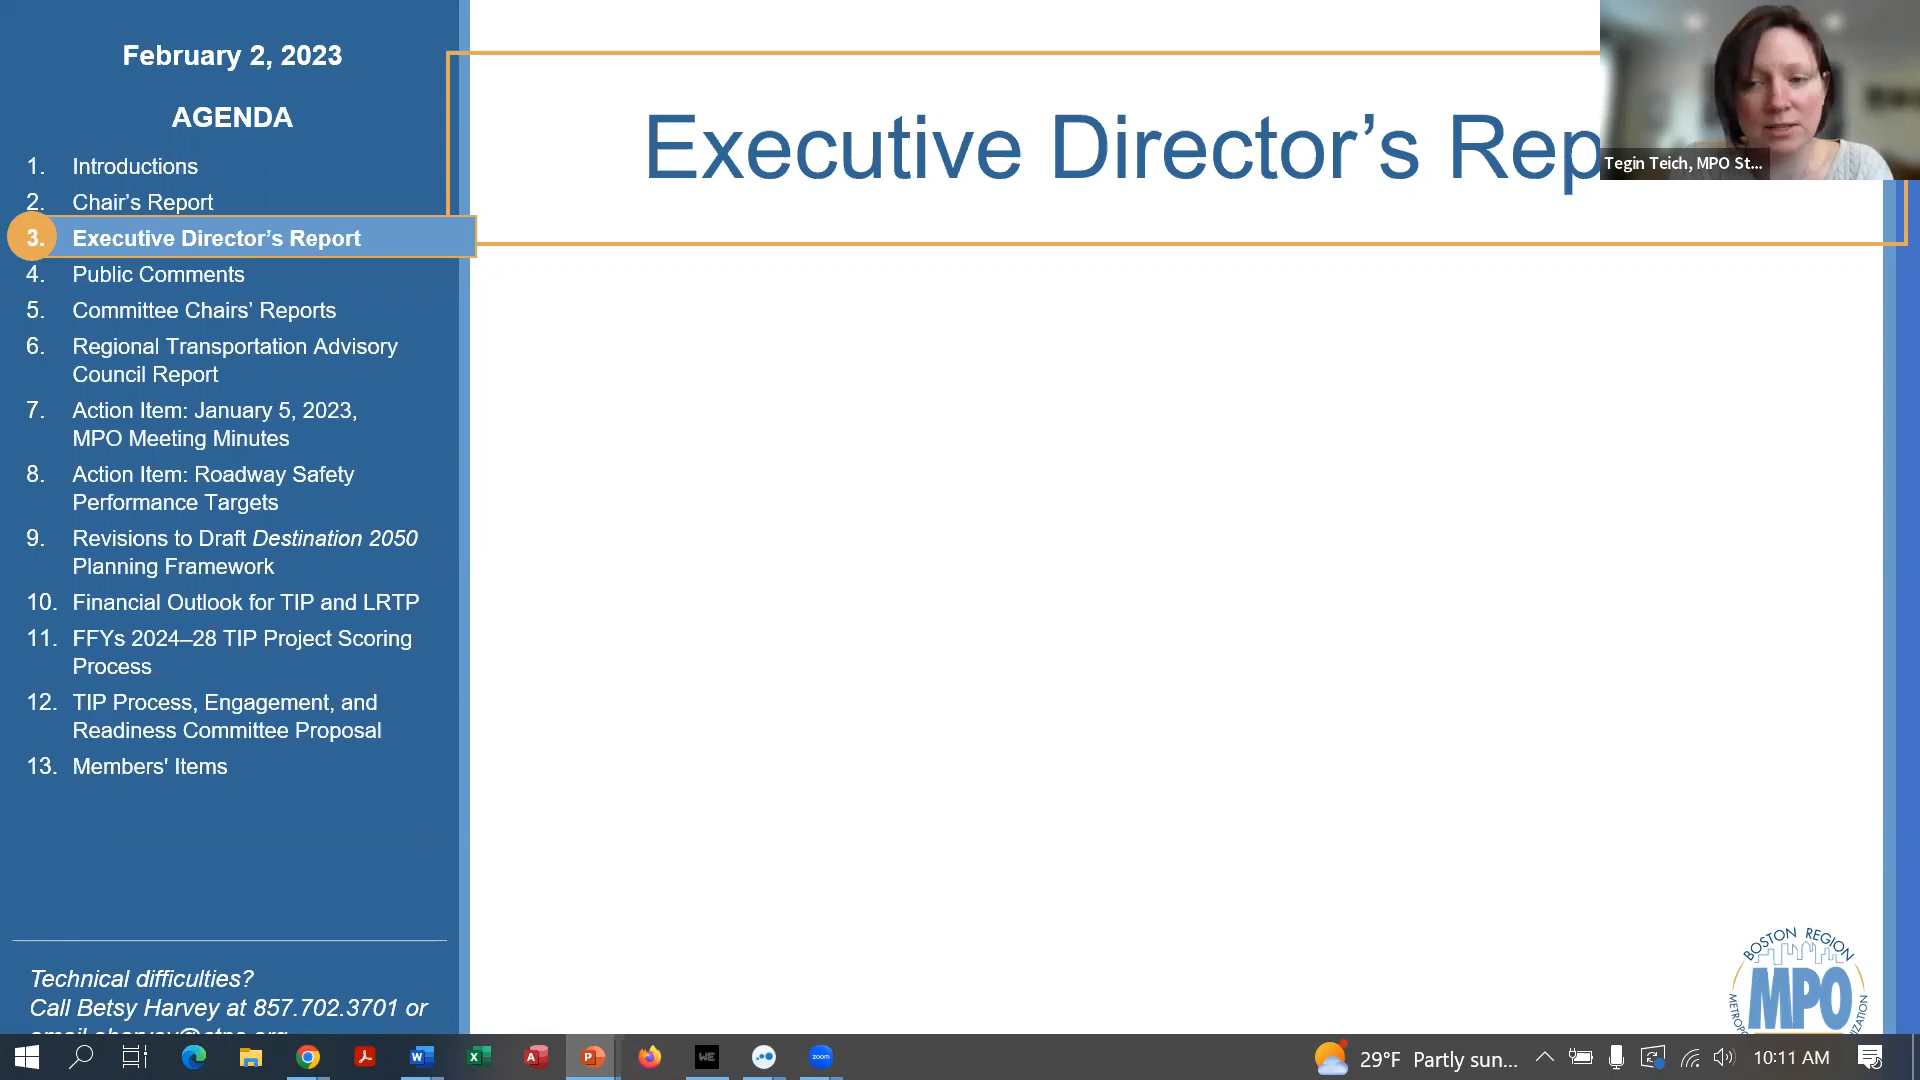 February 2, 2023
AGENDA
1. Introductions
2. Chair’s Report
3. Executive Director’s Report
4. Public Comments
5. Committee Chairs’ Reports
6. Regional Transportation Advisory
Council Report
7. Action Item: January 5, 2023,
MPO Meeting Minutes
8. Action Item: Roadway Safety
Performance Targets
9. Revisions to Draft Destination 2050
Planning Framework
10. Financial Outlook for TIP and LRTP
11. FFYs 2024–28 TIP Project Scoring
Process
12. TIP Process, Engagement, and
Readiness Committee Proposal
13. Members' Items
Technical difficulties?
Call Betsy Harvey at 857.702.3701 or
Executive Director’s Rep
Tegin Teich, MPO St...
BOSTON REGION
MPO
29°F Partly sun...
10:11 AM
WE
zoom